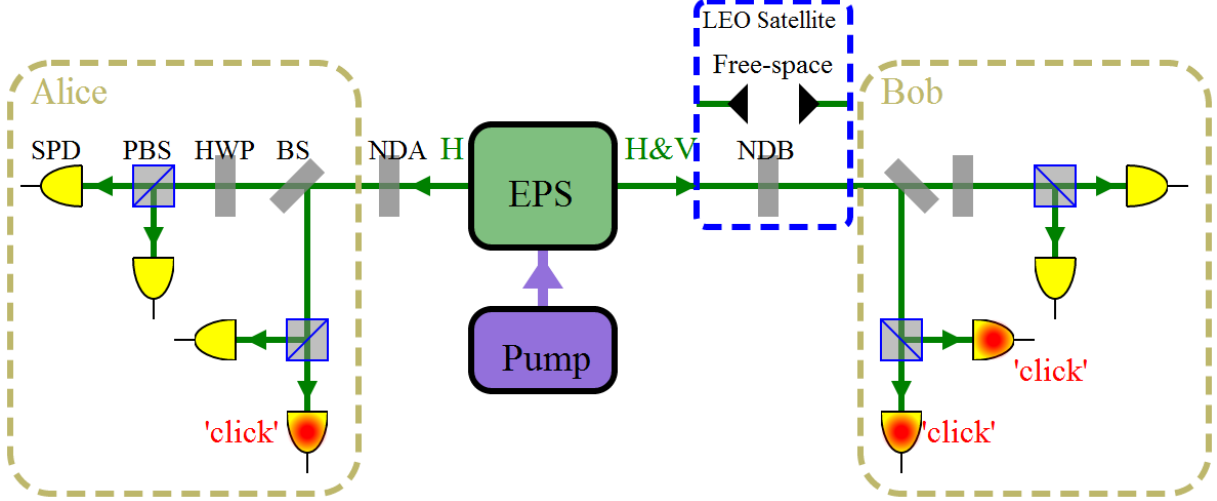 LEO Satellite
Free-space
Alice
Bob
SPD
PBS
HWP
BS
NDA
H
EPS
H&V
NDB
Pump
'click'
'click'
'click'